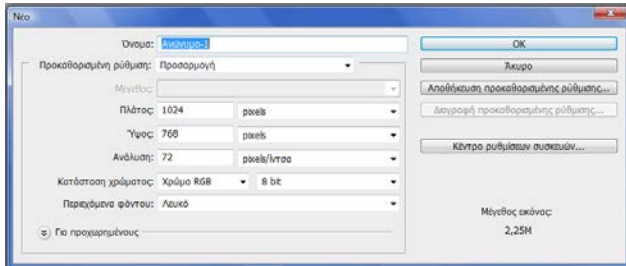 Νέο
Όνομα: Ανώνυμο-1
OK
Προκαθορισμένη ρύθμιση: Προσαρμογή
Άκυρο
Μέγεθος:
Αποθήκευση προκαθορισμένης ρύθμισης...
Πλάτος: 1024 pixels
Διαγραφή προκαθορισμένης ρύθμισης...
Ύψος: 768 pixels
Ανάλυση: 72 pixels/ίντσα
Κέντρο ρυθμίσεων συσκευών...
Κατάσταση χρώματος: Χρώμα RGB 8 bit
Περιεχόμενα φόντου: Λευκό
Μέγεθος εικόνας:
Για προχωρημένους
2,25M